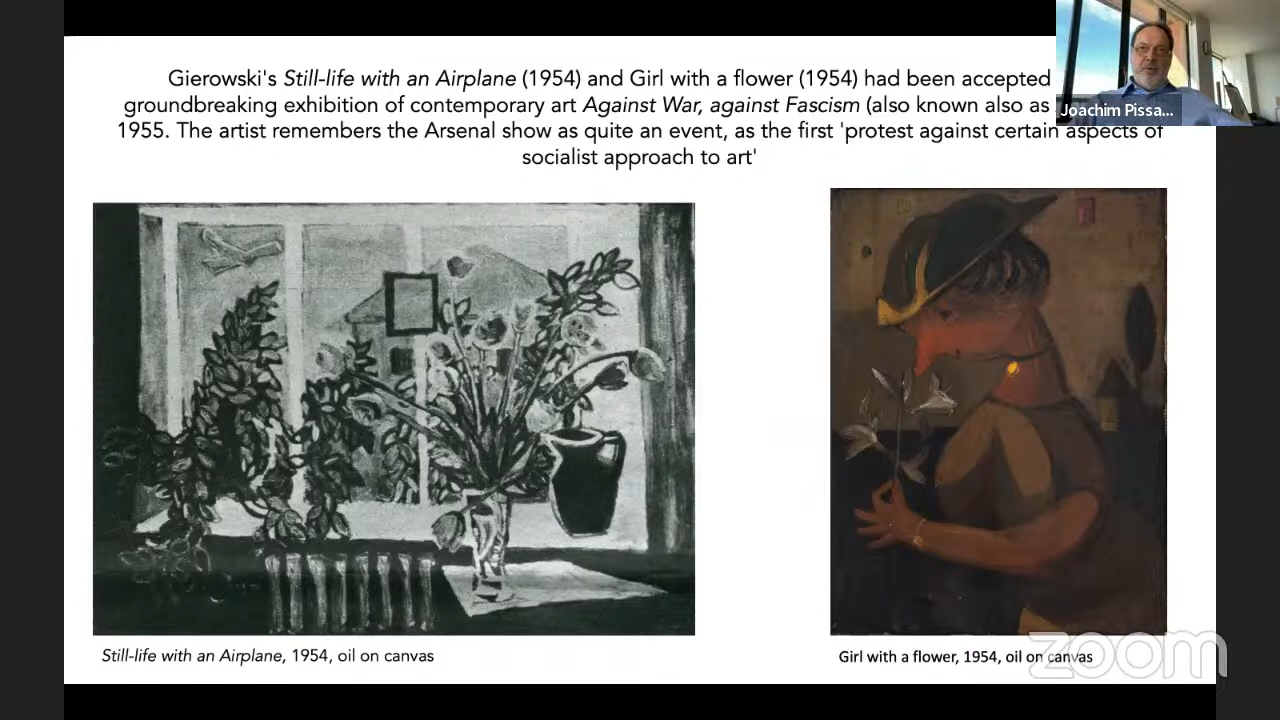 Gierowski's Still-life with an Airplane (1954) and Girl with a flower (1954) had been accepted
groundbreaking exhibition of contemporary art Against War, against Fascism (also known also as
1955. The artist remembers the Arsenal show as quite an event, as the first 'protest against certain aspects of
socialist approach to art'
Joachim Pissa...
Still-life with an Airplane, 1954, oil on canvas
Girl with a flower, 1954, oil on canvas
zoom